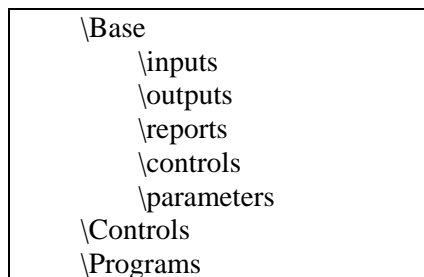 \Base
\inputs
\outputs
\reports
\controls
\parameters
\Controls
\Programs